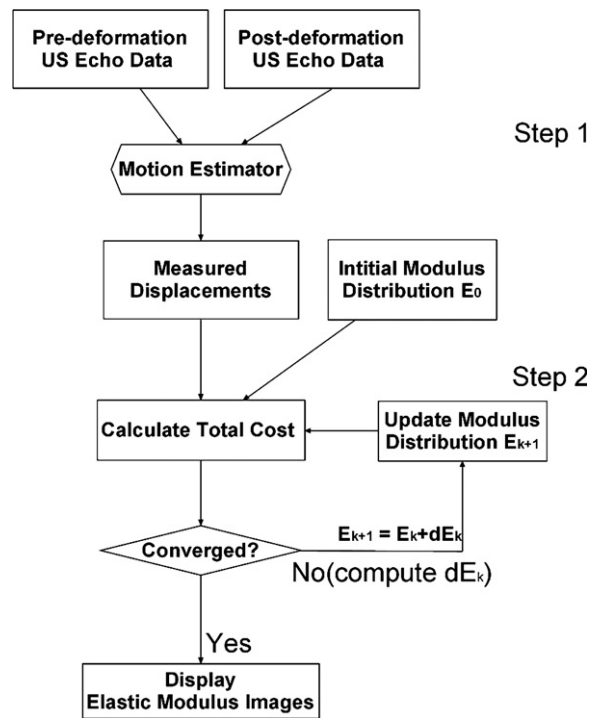 Pre-deformation
US Echo Data
Post-deformation
US Echo Data
Step 1
Motion Estimator
Measured
Displacements
Intitial Modulus
Distribution E0
Step 2
Calculate Total Cost
Update Modulus
Distribution Ek+1
Ek+1 = Ek+dEk
Converged?
No(compute dEk)
Yes
Display
Elastic Modulus Images